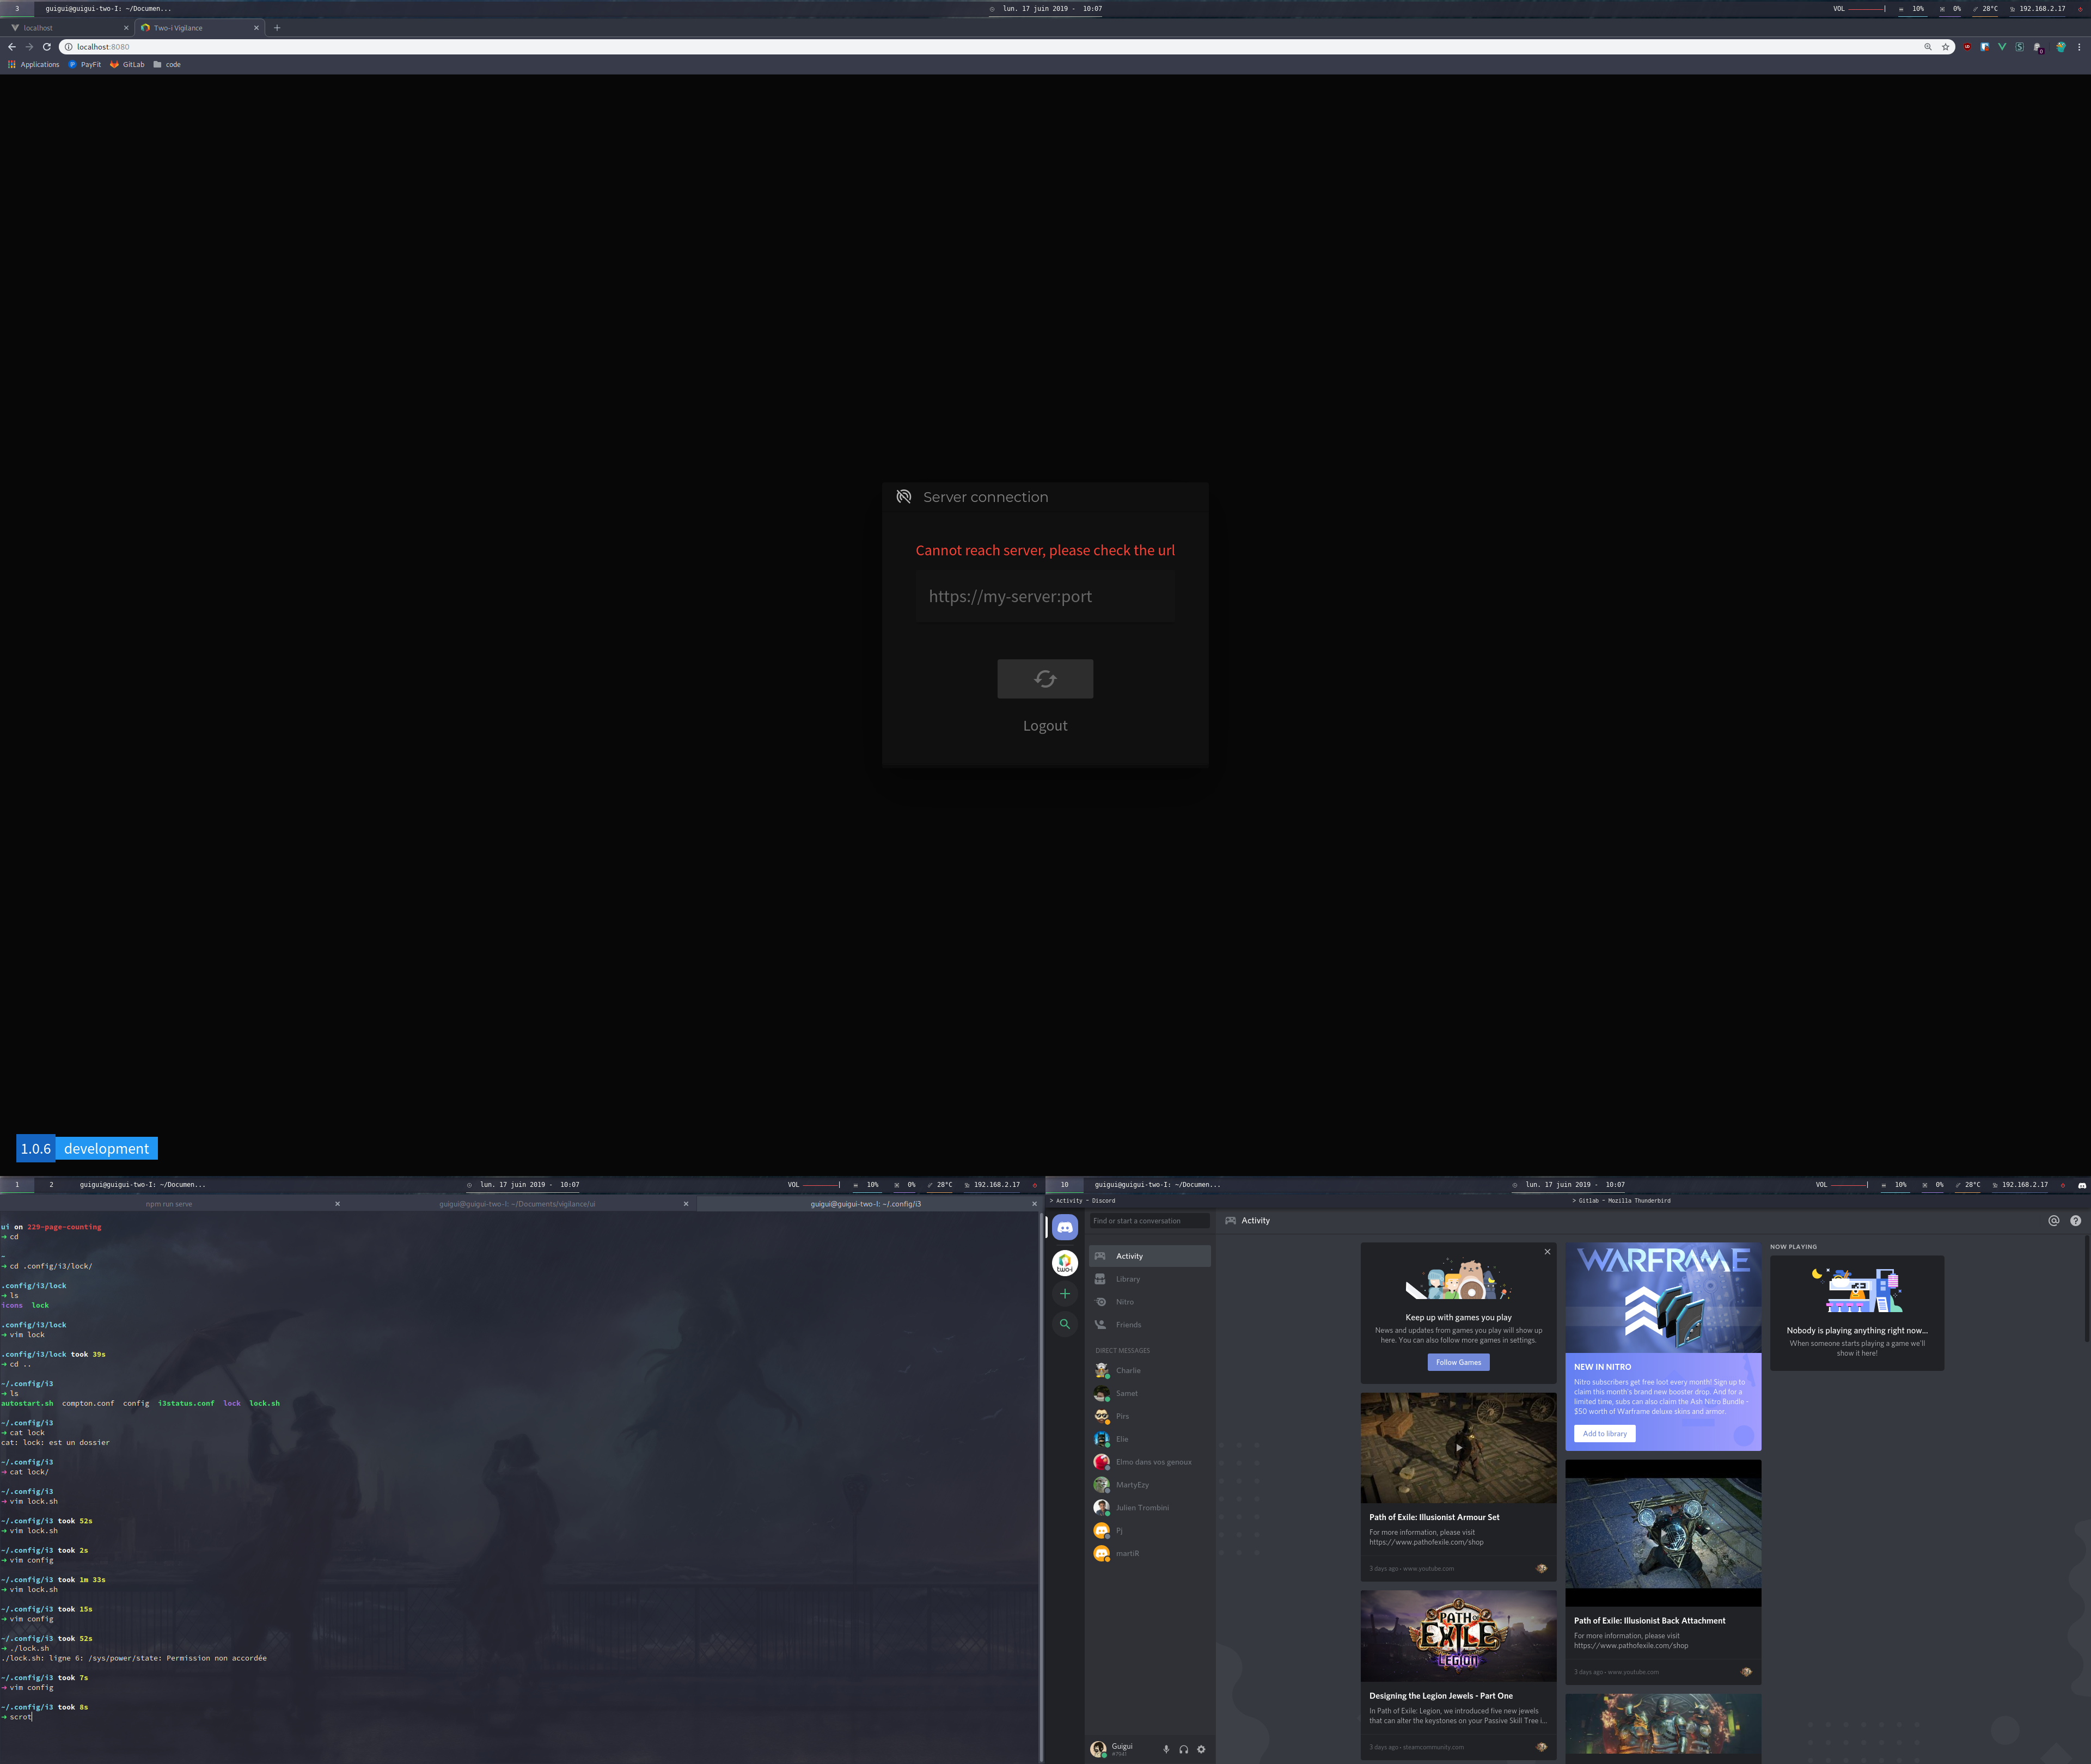 3 guigui@guigui-two-I: ~/Documen...
lun. 17 juin 2019 - 10:07
VOL 10% 0% 28°C 192.168.2.17
localhost
Two-i Vigilance
localhost:8080
Applications PayFit GitLab code
Server connection
Cannot reach server, please check the url
https://my-server:port
Logout
1.0.6 development
1 2 guigui@guigui-two-I: ~/Documen...
lun. 17 juin 2019 - 10:07
VOL 10% 0% 28°C 192.168.2.17
npm run serve
guigui@guigui-two-I: ~/Documents/vigilance/ui
guigui@guigui-two-I: ~/.config/i3
ui on 229-page-counting
➜ cd
~
➜ cd .config/i3/lock/
.config/i3/lock
➜ ls
icons lock
.config/i3/lock
➜ vim lock
.config/i3/lock took 39s
➜ cd ..
~/.config/i3
➜ ls
autostart.sh compton.conf config i3status.conf lock lock.sh
~/.config/i3
➜ cat lock
cat: lock: est un dossier
~/.config/i3
➜ cat lock/
~/.config/i3
➜ vim lock.sh
~/.config/i3 took 52s
➜ vim lock.sh
~/.config/i3 took 2s
➜ vim config
~/.config/i3 took 1m 33s
➜ vim lock.sh
~/.config/i3 took 15s
➜ vim config
~/.config/i3 took 52s
➜ ./lock.sh
./lock.sh: ligne 6: /sys/power/state: Permission non accordée
~/.config/i3 took 7s
➜ vim config
~/.config/i3 took 8s
➜ scrot
10 guigui@guigui-two-I: ~/Documen...
lun. 17 juin 2019 - 10:07
VOL 10% 0% 28°C 192.168.2.17
> Activity - Discord
> Gitlab - Mozilla Thunderbird
two-i
Find or start a conversation
Activity
Library
Nitro
Friends
DIRECT MESSAGES
Charlie
Samet
Pirs
Elie
Elmo dans vos genoux
MartyEzy
Julien Trombini
Pj
martiR
Guigui
Activity
Keep up with games you play
News and updates from games you play will show up
here. You can also follow more games in settings.
Follow Games
Path of Exile: Illusionist Armour Set
For more information, please visit
https://www.pathofexile.com/shop
3 days ago • www.youtube.com
PATH OF
EXILE
LEGION
Designing the Legion Jewels - Part One
In Path of Exile: Legion, we introduced five new jewels
that can alter the keystones on your Passive Skill Tree i...
3 days ago • steamcommunity.com
WARFRAME
NEW IN NITRO
Nitro subscribers get free loot every month! Sign up to
claim this month's brand new booster drop. And for a
limited time, subs can also claim the Ash Nitro Bundle -
$50 worth of Warframe deluxe skins and armor.
Add to library
Path of Exile: Illusionist Back Attachment
For more information, please visit
https://www.pathofexile.com/shop
3 days ago • www.youtube.com
NOW PLAYING
Nobody is playing anything right now...
When someone starts playing a game we'll
show it here!